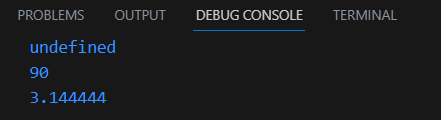 PROBLEMS OUTPUT DEBUG CONSOLE TERMINAL
undefined
90
3.144444